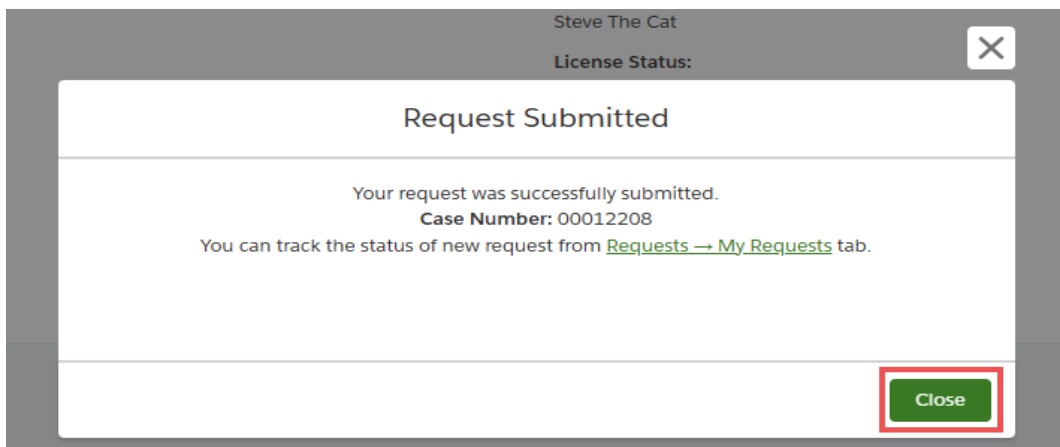 Steve The Cat
License Status:
Request Submitted
Your request was successfully submitted.
Case Number: 00012208
You can track the status of new request from Requests → My Requests tab.
Close